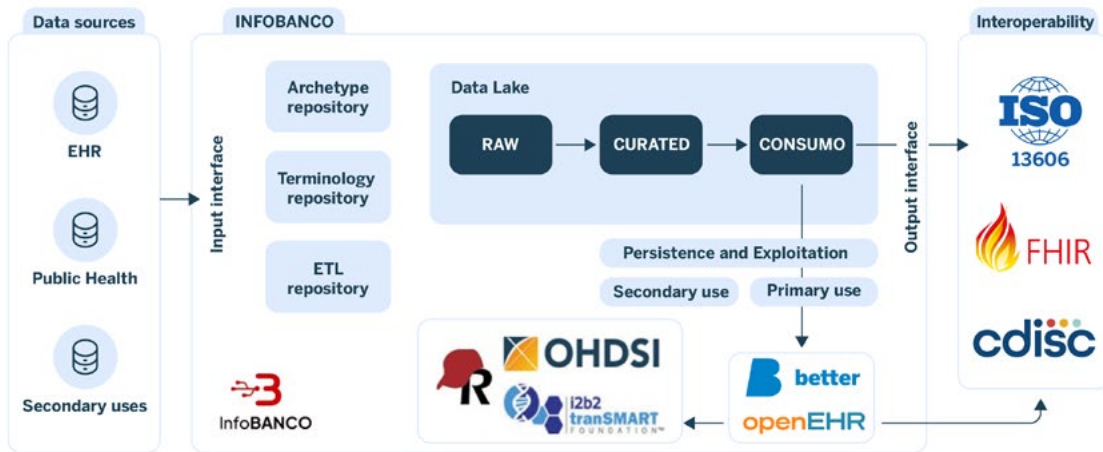 Data sources
EHR
Public Health
Secondary uses
INFOBANCO
Input interface
Archetype
repository
Terminology
repository
ETL
repository
InfoBANCO
Data Lake
RAW
CURATED
CONSUMO
Persistence and Exploitation
Secondary use
Primary use
R
OHDSI
i2b2
tranSMART
FOUNDATION™
better
openEHR
Output interface
Interoperability
ISO
13606
FHIR
cdisc